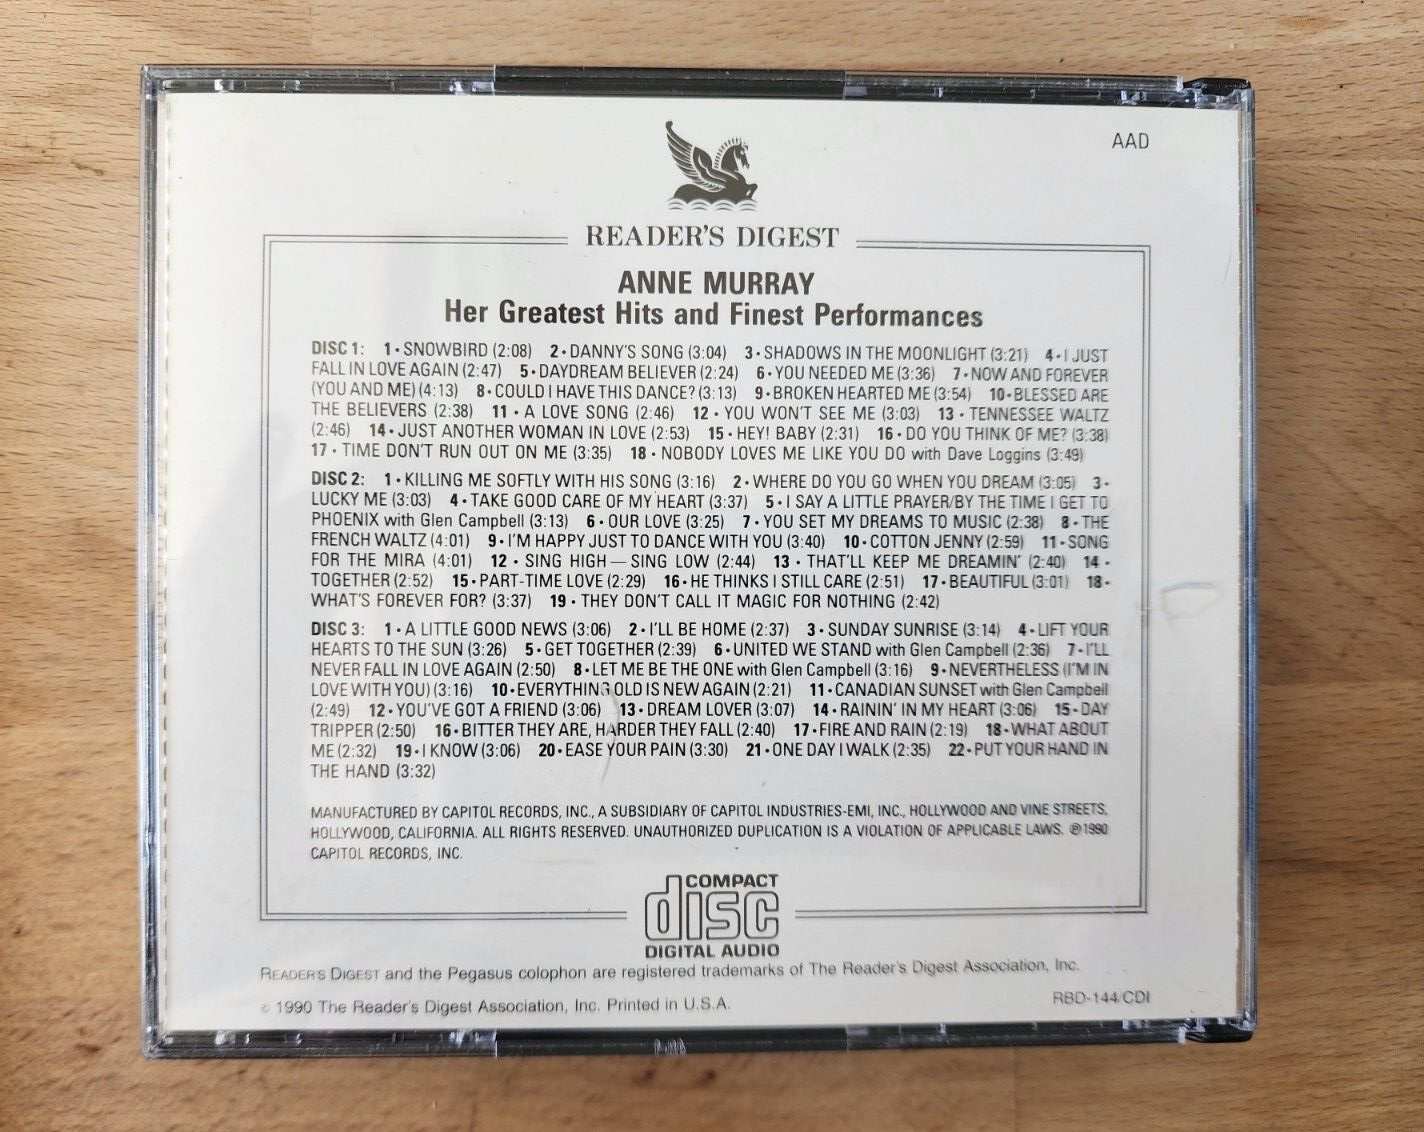 AAD
READER'S DIGEST
ANNE MURRAY
Her Greatest Hits and Finest Performances
DISC 1: 1 • SNOWBIRD (2:08) 2 • DANNY'S SONG (3:04) 3 • SHADOWS IN THE MOONLIGHT (3:21) 4 • I JUST
FALL IN LOVE AGAIN (2:47) 5 • DAYDREAM BELIEVER (2:24) 6 • YOU NEEDED ME (3:36) 7 • NOW AND FOREVER
(YOU AND ME) (4:13) 8 • COULD I HAVE THIS DANCE? (3:13) 9 • BROKEN HEARTED ME (3:54) 10 • BLESSED ARE
THE BELIEVERS (2:38) 11 • A LOVE SONG (2:46) 12 • YOU WON'T SEE ME (3:03) 13 • TENNESSEE WALTZ
(2:46) 14 • JUST ANOTHER WOMAN IN LOVE (2:53) 15 • HEY! BABY (2:31) 16 • DO YOU THINK OF ME? (3:38)
17 • TIME DON'T RUN OUT ON ME (3:35) 18 • NOBODY LOVES ME LIKE YOU DO with Dave Loggins (3:49)
DISC 2: 1 • KILLING ME SOFTLY WITH HIS SONG (3:16) 2 • WHERE DO YOU GO WHEN YOU DREAM (3:05) 3 •
LUCKY ME (3:03) 4 • TAKE GOOD CARE OF MY HEART (3:37) 5 • I SAY A LITTLE PRAYER/BY THE TIME I GET TO
PHOENIX with Glen Campbell (3:13) 6 • OUR LOVE (3:25) 7 • YOU SET MY DREAMS TO MUSIC (2:38) 8 • THE
FRENCH WALTZ (4:01) 9 • I'M HAPPY JUST TO DANCE WITH YOU (3:40) 10 • COTTON JENNY (2:59) 11 • SONG
FOR THE MIRA (4:01) 12 • SING HIGH — SING LOW (2:44) 13 • THAT'LL KEEP ME DREAMIN' (2:40) 14 •
TOGETHER (2:52) 15 • PART-TIME LOVE (2:29) 16 • HE THINKS I STILL CARE (2:51) 17 • BEAUTIFUL (3:01) 18 •
WHAT'S FOREVER FOR? (3:37) 19 • THEY DON'T CALL IT MAGIC FOR NOTHING (2:42)
DISC 3: 1 • A LITTLE GOOD NEWS (3:06) 2 • I'LL BE HOME (2:37) 3 • SUNDAY SUNRISE (3:14) 4 • LIFT YOUR
HEARTS TO THE SUN (3:26) 5 • GET TOGETHER (2:39) 6 • UNITED WE STAND with Glen Campbell (2:36) 7 • I'LL
NEVER FALL IN LOVE AGAIN (2:50) 8 • LET ME BE THE ONE with Glen Campbell (3:16) 9 • NEVERTHELESS (I'M IN
LOVE WITH YOU) (3:16) 10 • EVERYTHING OLD IS NEW AGAIN (2:21) 11 • CANADIAN SUNSET with Glen Campbell
(2:49) 12 • YOU'VE GOT A FRIEND (3:06) 13 • DREAM LOVER (3:07) 14 • RAININ' IN MY HEART (3:06) 15 • DAY
TRIPPER (2:50) 16 • BITTER THEY ARE, HARDER THEY FALL (2:40) 17 • FIRE AND RAIN (2:19) 18 • WHAT ABOUT
ME (2:32) 19 • I KNOW (3:06) 20 • EASE YOUR PAIN (3:30) 21 • ONE DAY I WALK (2:35) 22 • PUT YOUR HAND IN
THE HAND (3:32)
MANUFACTURED BY CAPITOL RECORDS, INC., A SUBSIDIARY OF CAPITOL INDUSTRIES-EMI, INC., HOLLYWOOD AND VINE STREETS,
HOLLYWOOD, CALIFORNIA. ALL RIGHTS RESERVED. UNAUTHORIZED DUPLICATION IS A VIOLATION OF APPLICABLE LAWS. ℗1990
CAPITOL RECORDS, INC.
COMPACT
disc
DIGITAL AUDIO
READER'S DIGEST and the Pegasus colophon are registered trademarks of The Reader's Digest Association, Inc.
© 1990 The Reader's Digest Association, Inc. Printed in U.S.A.
RBD-144/CDI